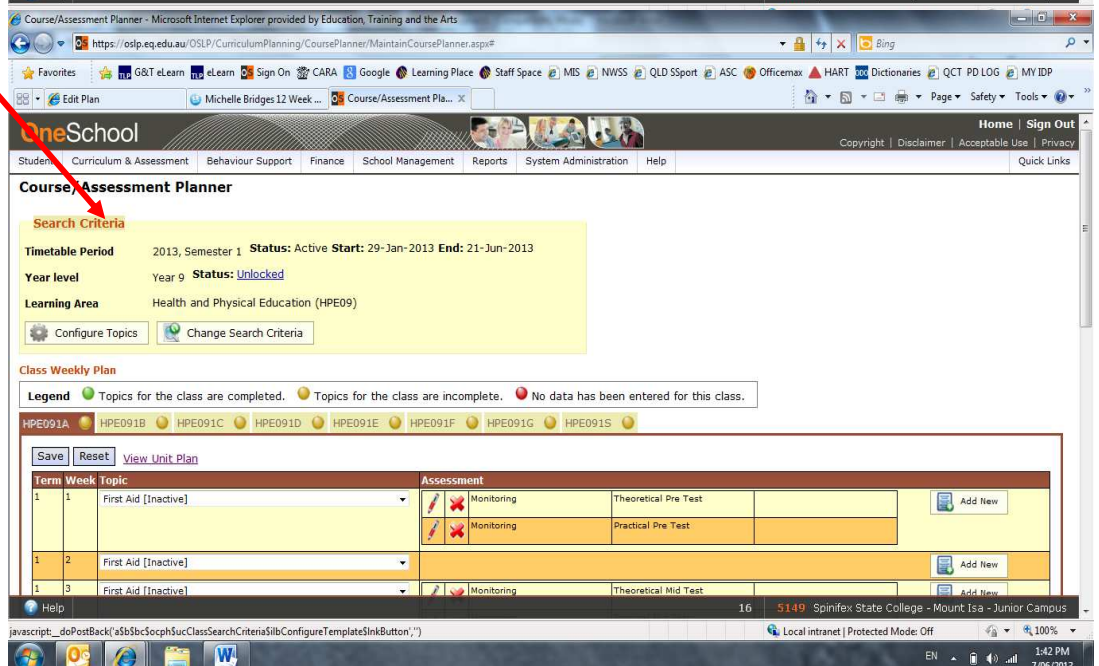 Course/Assessment Planner - Microsoft Internet Explorer provided by Education, Training and the Arts
https://oslp.eq.edu.au/OSLP/CurriculumPlanning/CoursePlanner/MaintainCoursePlanner.aspx#
Bing
Favorites G&T eLearn eLearn Sign On CARA Google Learning Place Staff Space MIS NWSS QLD SSport ASC Officemax HART Dictionaries QCT PD LOG MY IDP
Edit Plan Michelle Bridges 12 Week ... Course/Assessment Pla... Page Safety Tools
OneSchool
Home | Sign Out
Copyright | Disclaimer | Acceptable Use | Privacy
Student Curriculum & Assessment Behaviour Support Finance School Management Reports System Administration Help Quick Links
Course/Assessment Planner
Search Criteria
Timetable Period 2013, Semester 1 Status: Active Start: 29-Jan-2013 End: 21-Jun-2013
Year level Year 9 Status: Unlocked
Learning Area Health and Physical Education (HPE09)
Configure Topics Change Search Criteria
Class Weekly Plan
Legend Topics for the class are completed. Topics for the class are incomplete. No data has been entered for this class.
HPE091A HPE091B HPE091C HPE091D HPE091E HPE091F HPE091G HPE091S
Save Reset View Unit Plan
Term Week Topic Assessment
1 1 First Aid [Inactive] Monitoring Theoretical Pre Test Add New
Monitoring Practical Pre Test
1 2 First Aid [Inactive] Add New
1 3 First Aid [Inactive] Monitoring Theoretical Mid Test Add New
Help 16 5149 Spinifex State College - Mount Isa - Junior Campus
javascript:__doPostBack('a$b$bc$ocph$ucClassSearchCriteria$ilbConfigureTemplate$lnkButton','') Local intranet | Protected Mode: Off 100%
EN 1:42 PM
7/06/2013